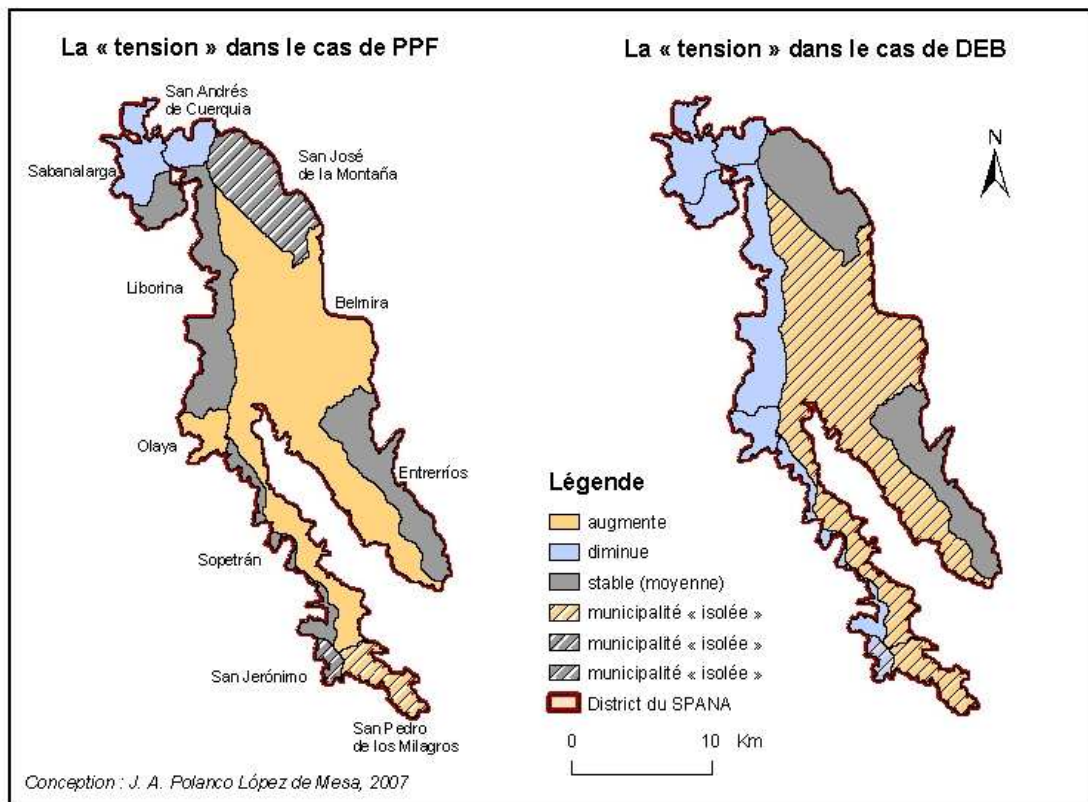 La « tension » dans le cas de PPF
La « tension » dans le cas de DEB
San Andrés
de Cuerquia
Sabanalarga
San José
de la Montaña
N
Liborina
Belmira
Olaya
Entrerríos
Sopetrán
San Jerónimo
San Pedro
de los Milagros
Légende
augmente
diminue
stable (moyenne)
municipalité « isolée »
municipalité « isolée »
municipalité « isolée »
District du SPANA
0 10 Km
Conception : J. A. Polanco López de Mesa, 2007